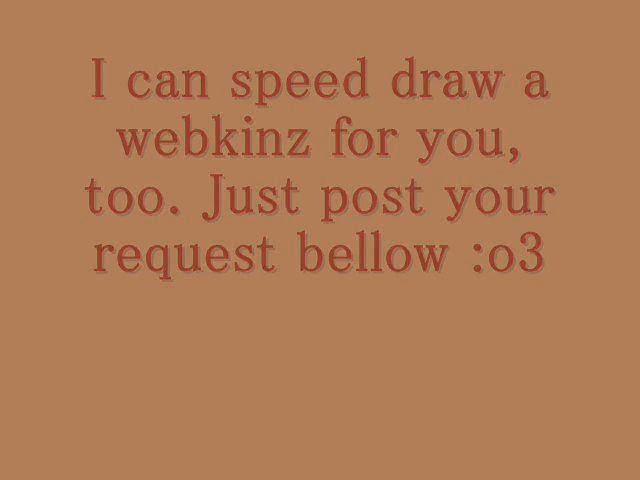 I can speed draw a
webkinz for you,
too. Just post your
request bellow :o3